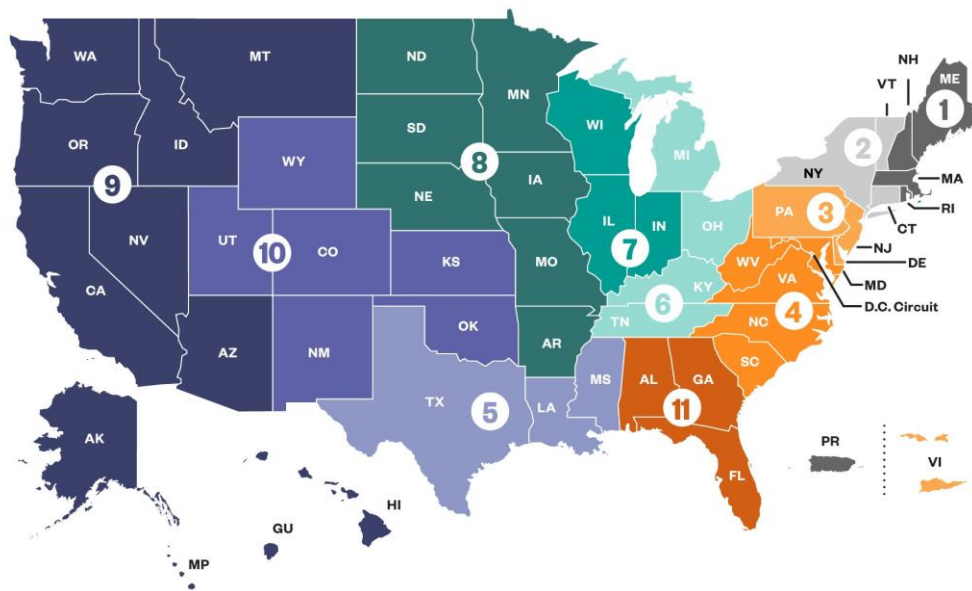 NH
WA
MT
ND
VT
ME
MN
1
OR
ID
SD
WI
2
WY
8
MI
NY
MA
9
NE
IA
PA
3
RI
NV
UT
10
CO
IL
IN
OH
CT
7
NJ
KS
MO
WV
VA
DE
CA
KY
MD
6
4
D.C. Circuit
OK
TN
NC
AZ
NM
AR
SC
TX
5
MS
AL
GA
LA
11
AK
PR
VI
FL
HI
GU
MP